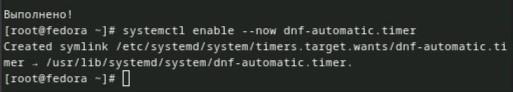 Выполнено!
[root@fedora ~]# systemctl enable --now dnf-automatic.timer
Created symlink /etc/systemd/system/timers.target.wants/dnf-automatic.ti
mer → /usr/lib/systemd/system/dnf-automatic.timer.
[root@fedora ~]#